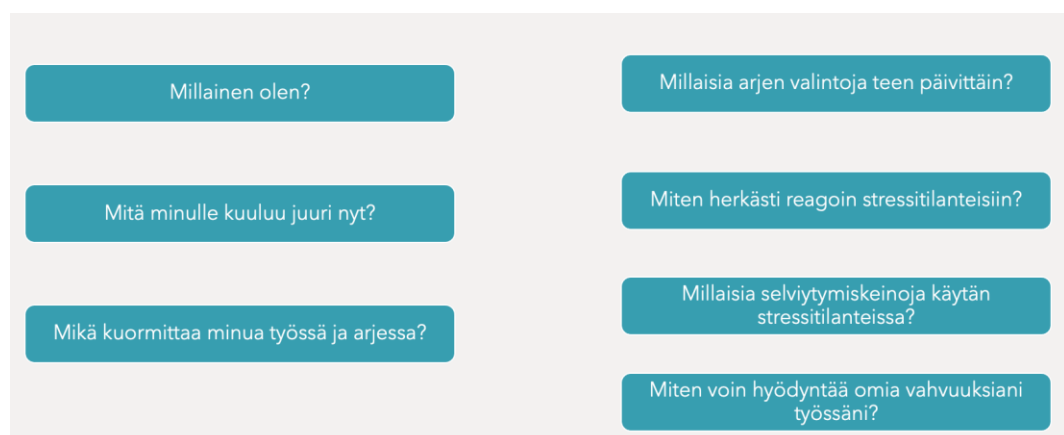 Millainen olen?
Mitä minulle kuuluu juuri nyt?
Mikä kuormittaa minua työssä ja arjessa?
Millaisia arjen valintoja teen päivittäin?
Miten herkästi reagoin stressitilanteisiin?
Millaisia selviytymiskeinoja käytän
stressitilanteissa?
Miten voin hyödyntää omia vahvuuksiani
työssäni?